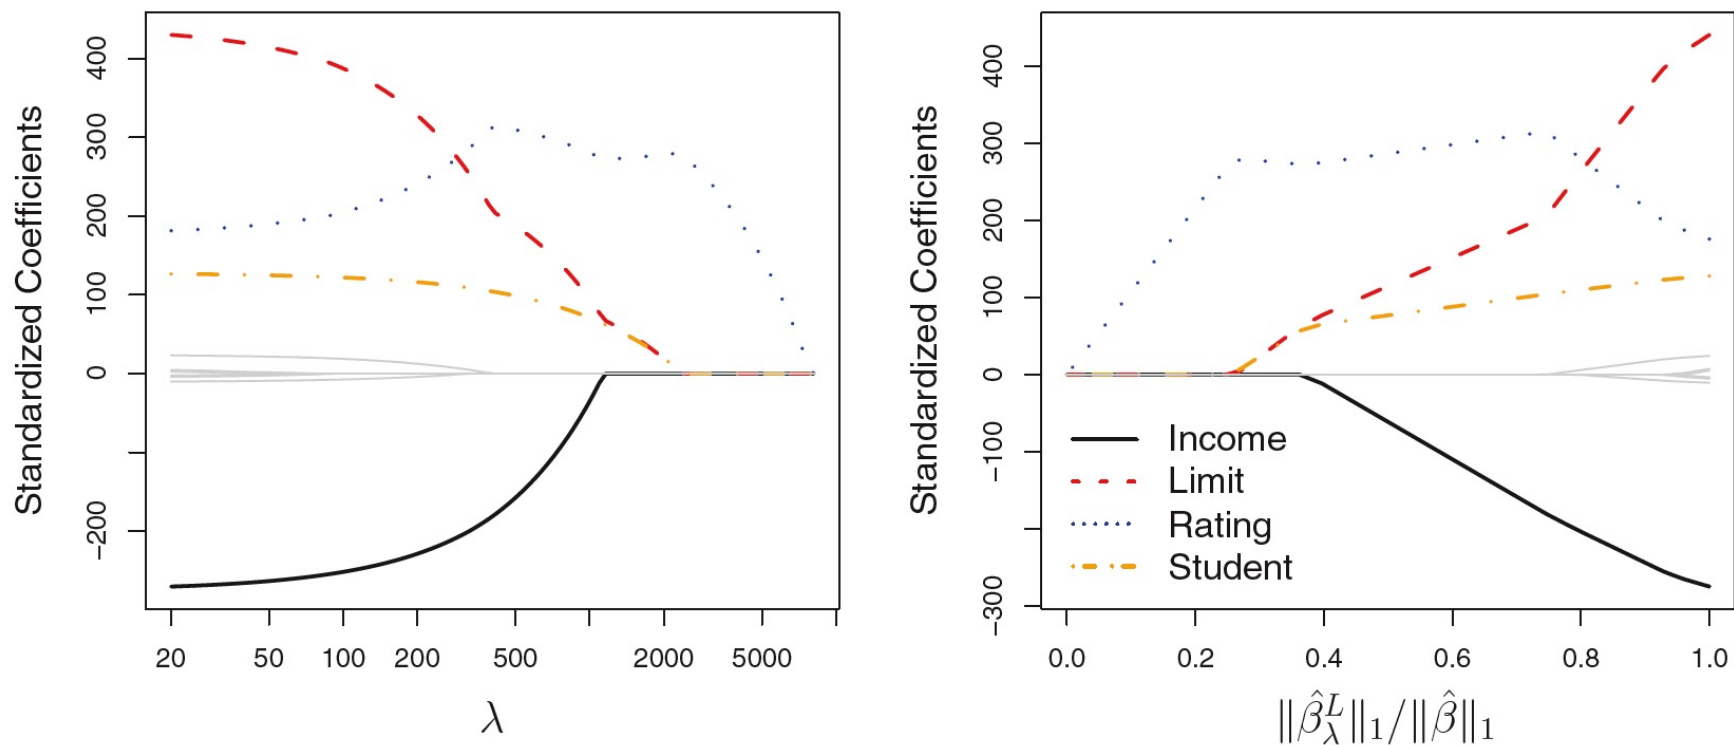 Standardized Coefficients
400
300
200
100
0
−200
20 50 100 200 500 2000 5000
λ
Standardized Coefficients
400
300
200
100
0
−100
−300
Income
Limit
Rating
Student
0.0 0.2 0.4 0.6 0.8 1.0
‖β̂λᴸ‖₁/‖β̂‖₁